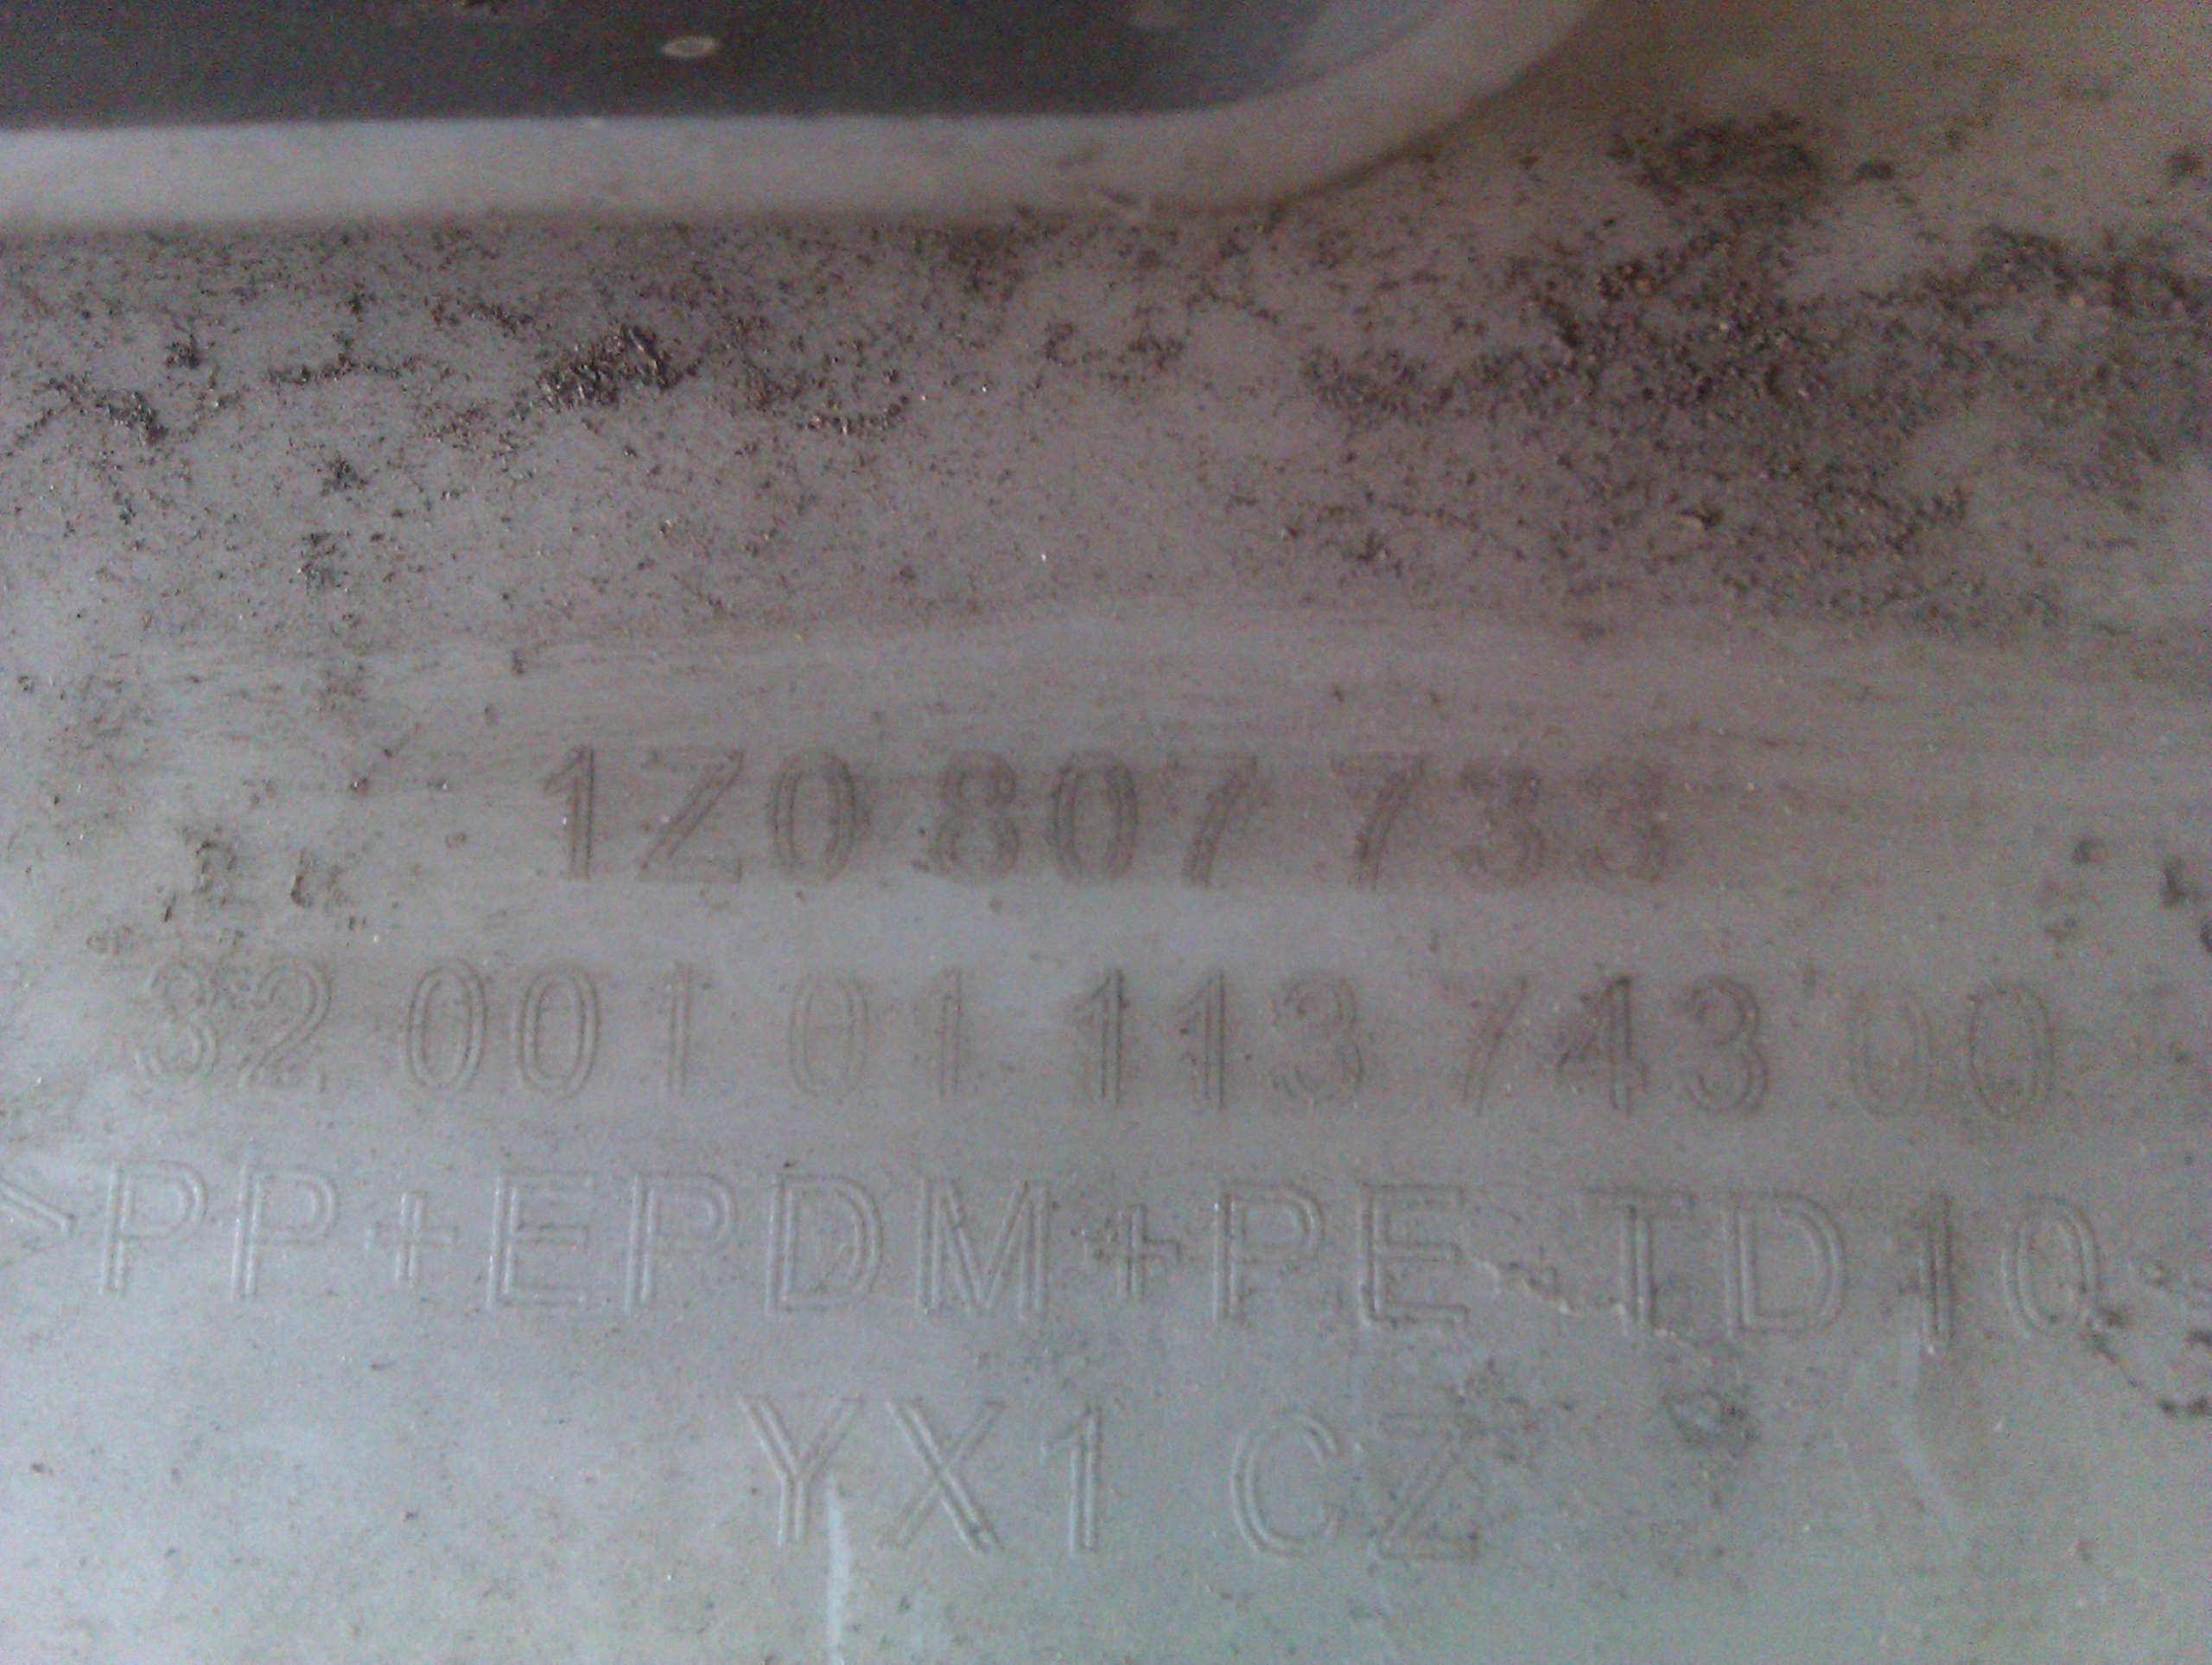 1Z0 807 733
32 001 01 113 743 00
>PP+EPDM+PE-TD10<
YX1 CZ